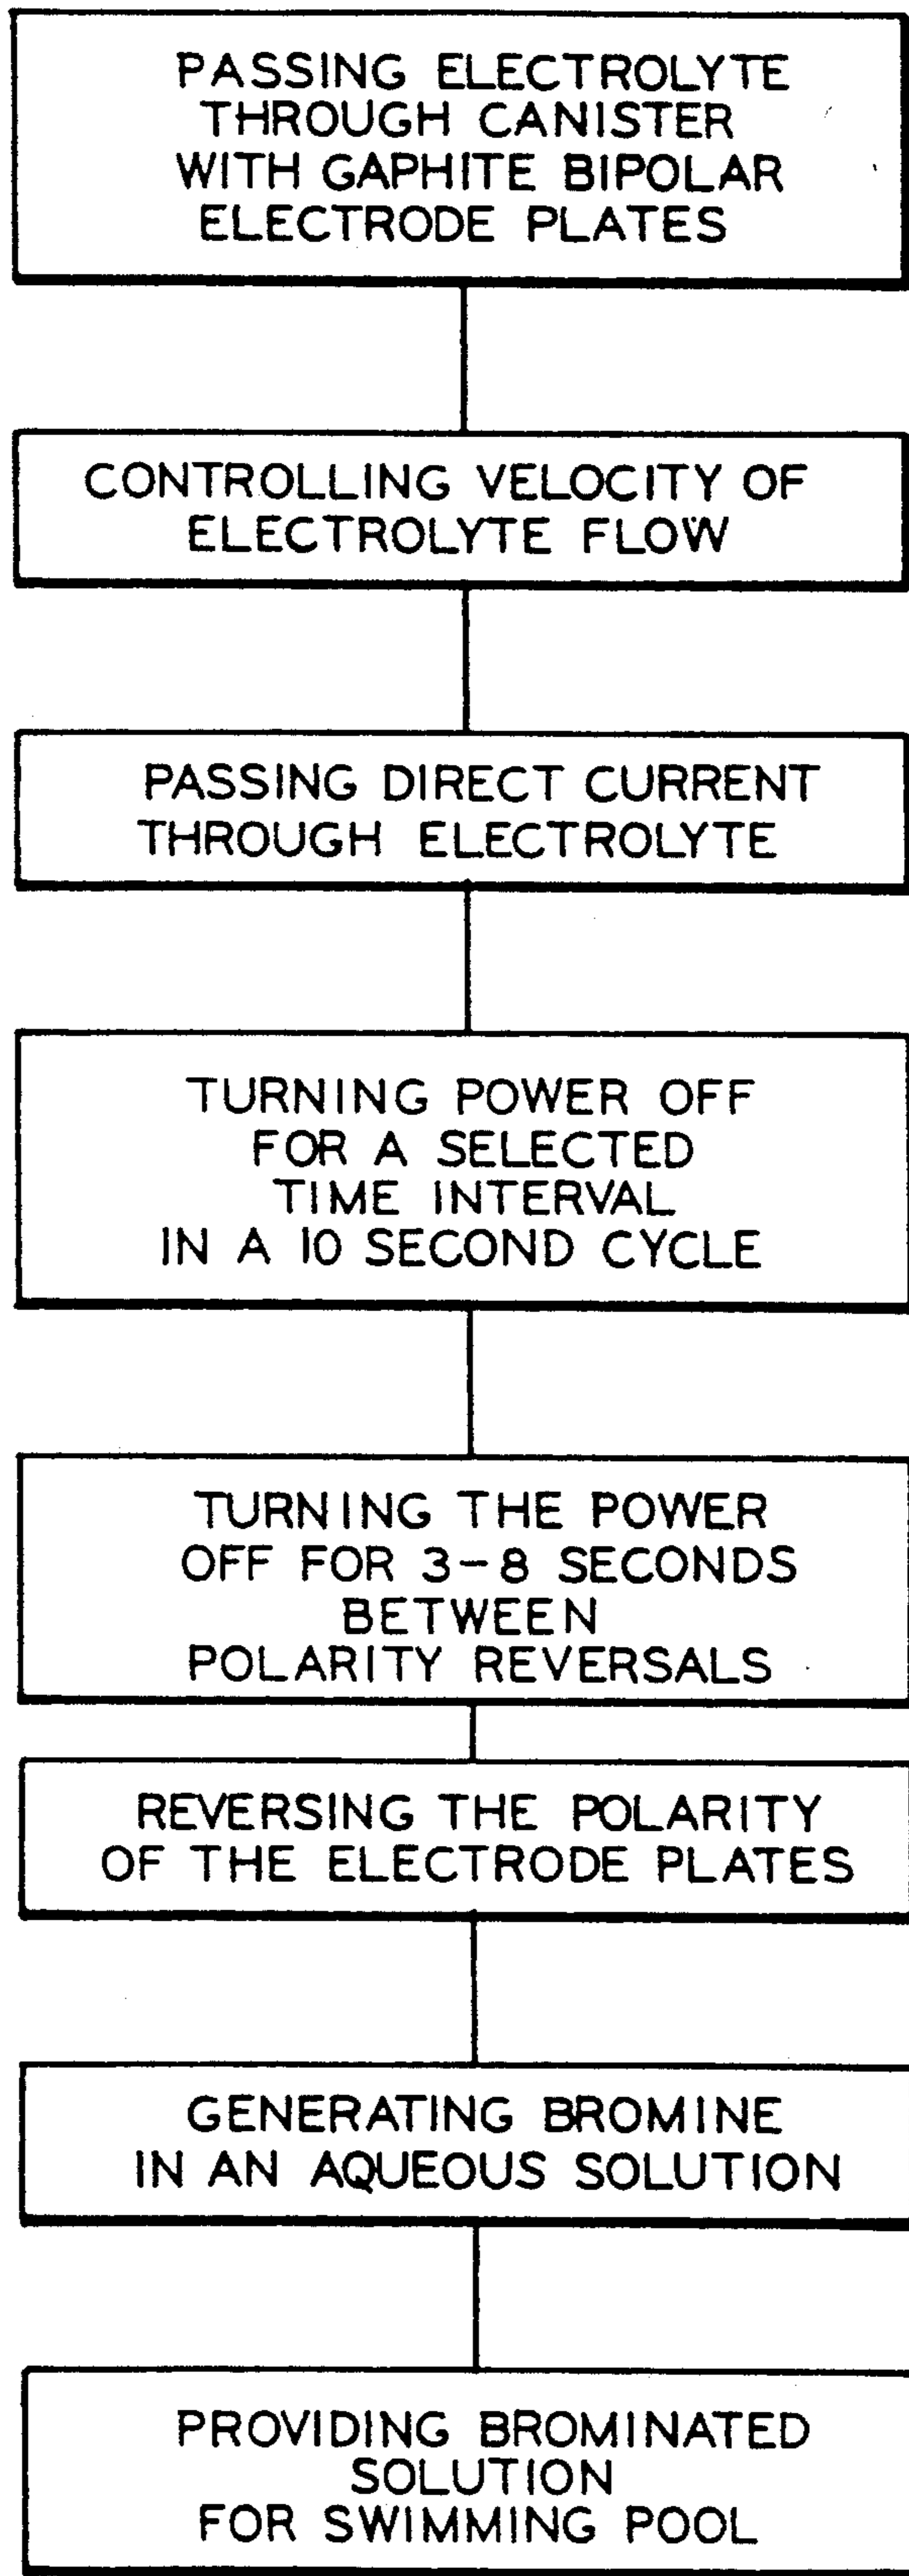 PASSING ELECTROLYTE
THROUGH CANISTER
WITH GAPHITE BIPOLAR
ELECTRODE PLATES
CONTROLLING VELOCITY OF
ELECTROLYTE FLOW
PASSING DIRECT CURRENT
THROUGH ELECTROLYTE
TURNING POWER OFF
FOR A SELECTED
TIME INTERVAL
IN A 10 SECOND CYCLE
TURNING THE POWER
OFF FOR 3-8 SECONDS
BETWEEN
POLARITY REVERSALS
REVERSING THE POLARITY
OF THE ELECTRODE PLATES
GENERATING BROMINE
IN AN AQUEOUS SOLUTION
PROVIDING BROMINATED
SOLUTION
FOR SWIMMING POOL